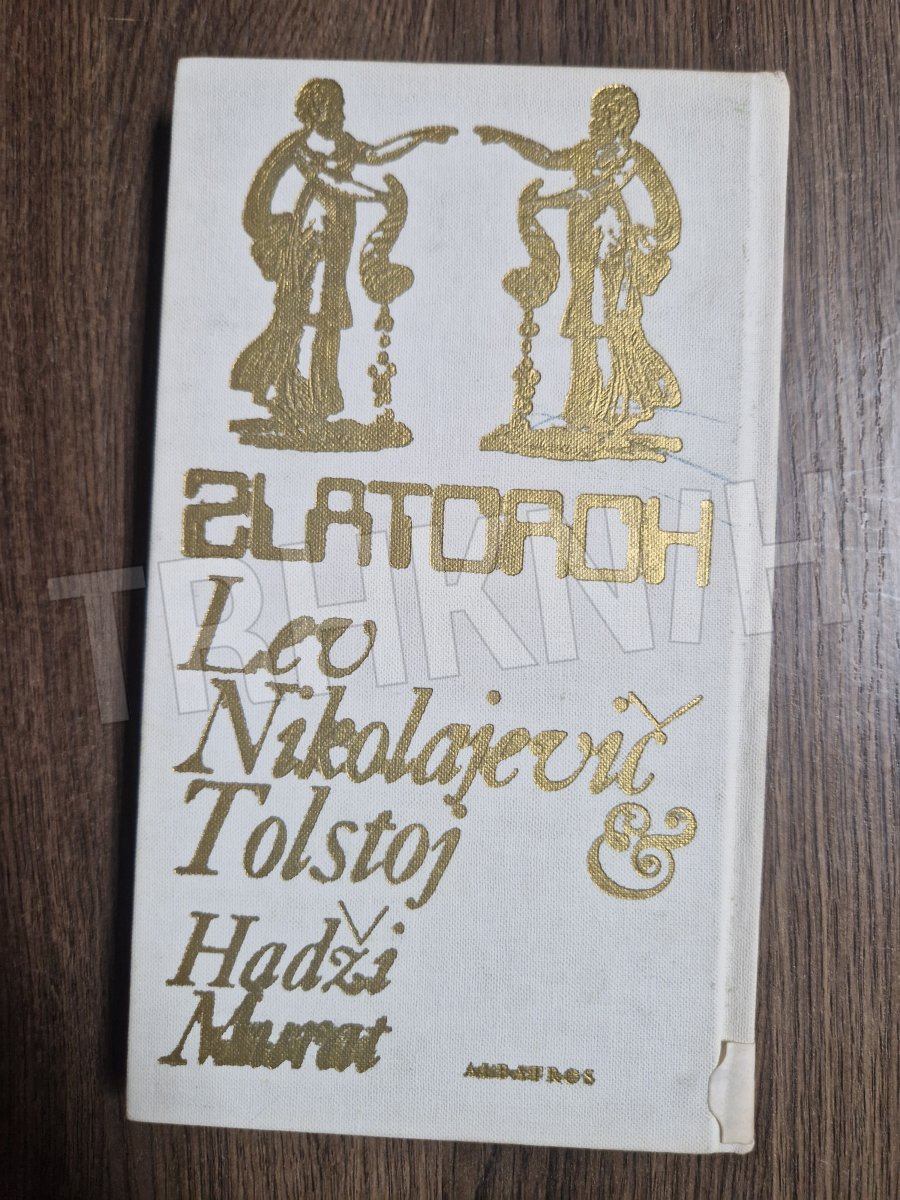 ZLATOROH
TRHKNIH
Lev
Nikolajevič
Tolstoj &
Hadži
Murat
ALBATROS